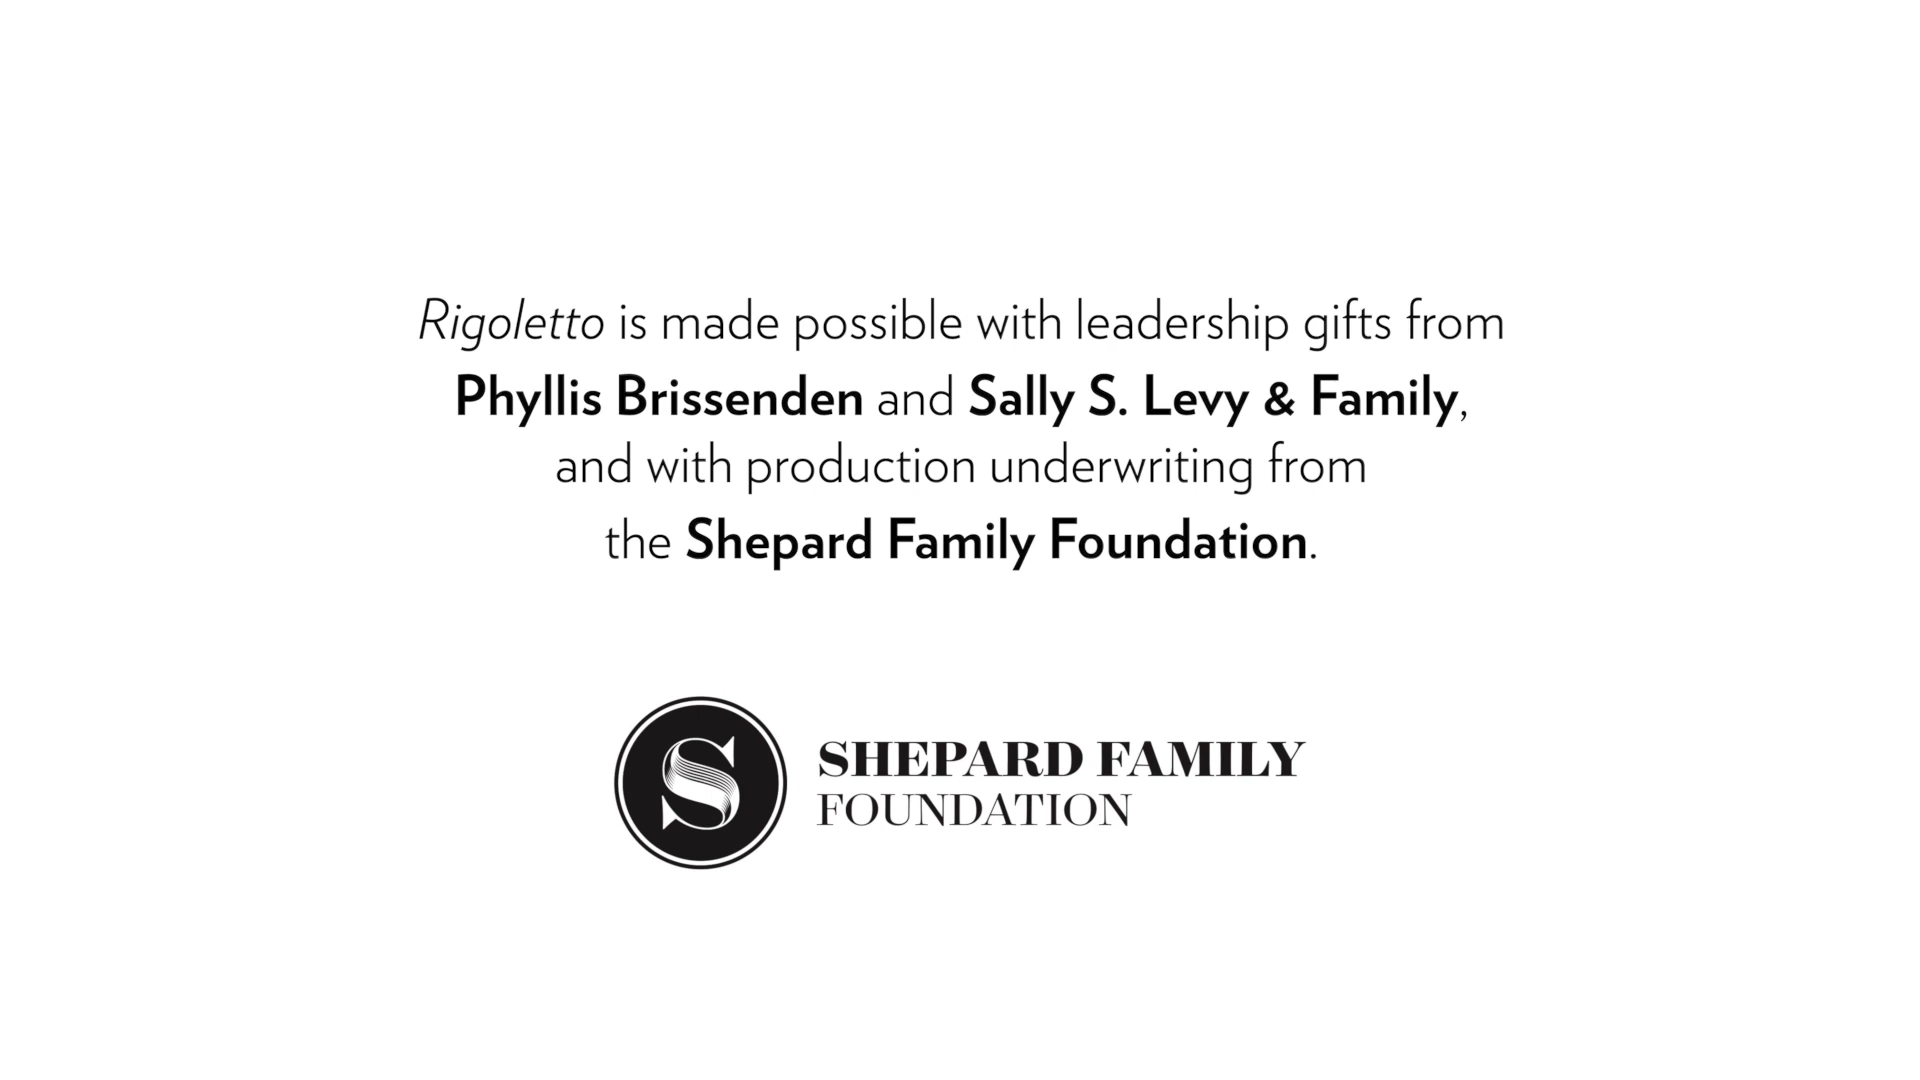 Rigoletto is made possible with leadership gifts from
Phyllis Brissenden and Sally S. Levy & Family,
and with production underwriting from
the Shepard Family Foundation.
S
SHEPARD FAMILY
FOUNDATION